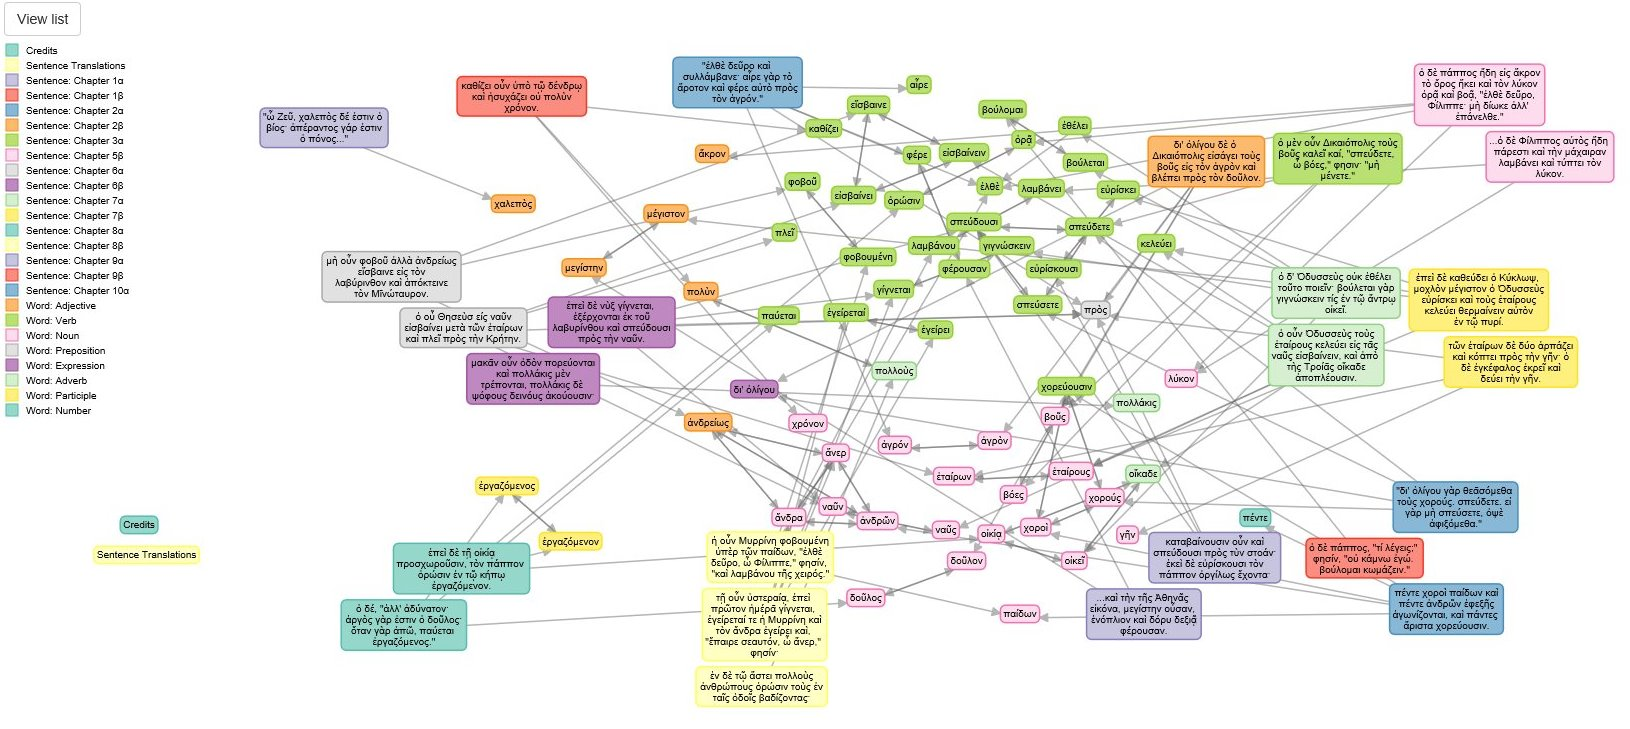 View list
Credits
Sentence Translations
Sentence: Chapter 1α
Sentence: Chapter 1β
Sentence: Chapter 2α
Sentence: Chapter 2β
Sentence: Chapter 3α
Sentence: Chapter 5β
Sentence: Chapter 6α
Sentence: Chapter 6β
Sentence: Chapter 7α
Sentence: Chapter 7β
Sentence: Chapter 8α
Sentence: Chapter 8β
Sentence: Chapter 9α
Sentence: Chapter 9β
Sentence: Chapter 10α
Word: Adjective
Word: Verb
Word: Noun
Word: Preposition
Word: Expression
Word: Adverb
Word: Participle
Word: Number
Credits
Sentence Translations
"ὦ Ζεῦ, χαλεπὸς δέ ἐστιν ὁ
βίος· ἀπέραντος γάρ ἐστιν
ὁ πόνος..."
καθίζει οὖν ὑπὸ τῷ δένδρῳ
καὶ ἡσυχάζει οὐ πολὺν
χρόνον.
"ἐλθὲ δεῦρο καὶ
συλλάμβανε· αἶρε γὰρ τὸ
ἄροτον καὶ φέρε αὐτὸ πρὸς
τὸν ἀγρόν."
αἶρε
εἴσβαινε
καθίζει
βούλομαι
ἐθέλει
ὁρᾷ
ὁ δὲ πάππος ἤδη εἰς ἄκρον
τὸ ὄρος ἥκει καὶ τὸν λύκον
ὁρᾷ καὶ βοᾷ, "ἐλθὲ δεῦρο,
Φίλιππε· μὴ δίωκε ἀλλ'
ἐπάνελθε."
ἄκρον
φέρε
εἰσβαίνειν
βούλεται
δι' ὀλίγου δὲ ὁ
Δικαιόπολις εἰσάγει τοὺς
βοῦς εἰς τὸν ἀγρὸν καὶ
βλέπει πρὸς τὸν δοῦλον.
ὁ μὲν οὖν Δικαιόπολις τοὺς
βοῦς καλεῖ καί, "σπεύδετε,
ὦ βόες," φησιν· "μὴ
μένετε."
...ὁ δὲ Φίλιππος αὐτὸς ἤδη
πάρεστι καὶ τὴν μάχαιραν
λαμβάνει καὶ τύπτει τὸν
λύκον.
φοβοῦ
εἰσβαίνει
ὁρῶσιν
ἐλθὲ
λαμβάνει
εὑρίσκει
χαλεπὸς
μέγιστον
πλεῖ
σπεύδουσι
σπεύδετε
λαμβάνου
γιγνώσκειν
κελεύει
μὴ οὖν φοβοῦ ἀλλὰ ἀνδρείως
εἴσβαινε εἰς τὸν
λαβύρινθον καὶ ἀπόκτεινε
τὸν Μῑνώταυρον.
μεγίστην
φοβουμένη
φέρουσαν
εὑρίσκουσι
πολὺν
γίγνεται
σπεύσετε
πρὸς
ὁ δ' Ὀδυσσεὺς οὐκ ἐθέλει
τοῦτο ποιεῖν· βούλεται γὰρ
γιγνώσκειν τίς ἐν τῷ ἄντρῳ
οἰκεῖ.
ἐπεὶ δὲ καθεύδει ὁ Κύκλωψ,
μοχλὸν μέγιστον ὁ Ὀδυσσεὺς
εὑρίσκει καὶ τοὺς ἑταίρους
κελεύει θερμαίνειν αὐτὸν
ἐν τῷ πυρί.
ὁ οὖν Θησεὺσ εἰς ναῦν
εἰσβαίνει μετὰ τῶν ἑταίρων
καὶ πλεῖ πρὸς τὴν Κρήτην.
ἐπεὶ δὲ νὺξ γίγνεται,
ἐξέρχονται ἐκ τοῦ
λαβυρίνθου καὶ σπεύδουσι
πρὸς τὴν ναῦν.
παύεται
ἐγείρεταί
ἐγείρει
ὁ οὖν Ὀδυσσεὺς τοὺς
ἑταίρους κελεύει εἰς τᾱ̀ς
ναῦς εἰσβαίνειν, καὶ ἀπὸ
τῆς Τροίᾱς οἴκαδε
ἀποπλέουσιν.
τῶν ἑταίρων δὲ δύο ἁρπάζει
καὶ κόπτει πρὸς τὴν γῆν· ὁ
δὲ ἐγκέφαλος ἐκρεῖ καὶ
δεύει τὴν γῆν.
μακᾱ̀ν οὖν ὁδὸν πορεύονται
καὶ πολλάκις μὲν
τρέπονται, πολλάκις δὲ
ψόφους δεινοὺς ἀκούουσιν·
πολλοὺς
δι' ὀλίγου
χορεύουσιν
λύκον
πολλάκις
ἀνδρείως
χρόνον
βοῦς
ἄνερ
ἀγρόν
ἀγρὸν
ἑταίρων
ἑταίρους
οἴκαδε
ἐργαζόμενος
βόες
χορούς
ἄνδρα
ναῦν
ἀνδρῶν
ναῦς
οἰκίᾳ
χοροὶ
γῆν
πέντε
"δι' ὀλίγου γὰρ θεᾱσόμεθα
τοὺς χορούς. σπεύδετε. εἰ
γὰρ μὴ σπεύσετε, ὀψὲ
ἀφιξόμεθα."
ἐργαζόμενον
ἐπεὶ δὲ τῇ οἰκίᾳ
προσχωροῦσιν, τὸν πάππον
ὁρῶσιν ἐν τῷ κήπῳ
ἐργαζόμενον.
ἡ οὖν Μυρρίνη φοβουμένη
ὑπὲρ τῶν παίδων, "ἐλθὲ
δεῦρο, ὦ Φίλιππε," φησίν,
"καὶ λαμβάνου τῆς χειρός."
δοῦλον
οἰκεῖ
καταβαίνουσιν οὖν καὶ
σπεύδουσι πρὸς τὺν στοάν·
ἐκεῖ δὲ εὑρίσκουσι τὸν
πάππον ὀργίλως ἔχοντα·
ὁ δὲ πάππος, "τί λέγεις;"
φησίν, "οὐ κάμνω ἐγώ.
βούλομαι κωμάζειν."
ὁ δέ, "ἀλλ' ἀδύνατον·
ἀργὸς γάρ ἐστιν ὁ δοῦλος·
ὅταν γὰρ ἀπῶ, παύεται
ἐργαζόμενος."
τῇ οὖν ὑστεραίᾳ, ἐπεὶ
πρῶτον ἡμέρᾱ γίγνεται,
ἐγείρεταί τε ἡ Μυρρίνη καὶ
τὸν ἄνδρα ἐγείρει καί,
"ἔπαιρε σεαυτόν, ὦ ἄνερ,"
φησίν·
δοῦλος
παίδων
...καὶ τὴν τῆς Ἀθηνᾶς
εἰκόνα, μεγίστην οὖσαν,
ἐνόπλιον καὶ δόρυ δεξιᾷ
φέρουσαν.
πέντε χοροὶ παίδων καὶ
πέντε ἀνδρῶν ἐφεξῆς
ἀγωνίζονται, καὶ πάντες
ἄριστα χορεύουσιν.
ἐν δὲ τῷ ἄστει πολλοὺς
ἀνθρώπους ὁρῶσιν τοὺς ἐν
ταῖς ὁδοῖς βαδίζοντας·